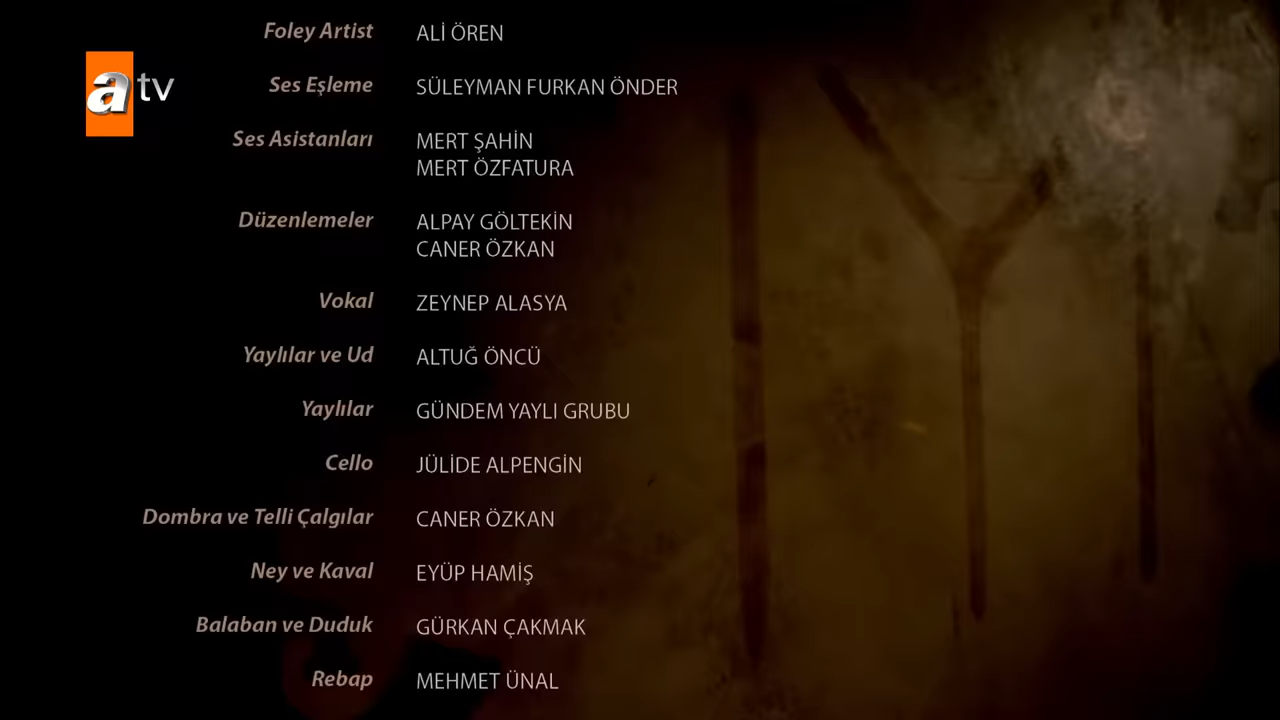 Foley Artist ALİ ÖREN
atv
Ses Eşleme SÜLEYMAN FURKAN ÖNDER
Ses Asistanları MERT ŞAHİN
MERT ÖZFATURA
Düzenlemeler ALPAY GÖLTEKİN
CANER ÖZKAN
Vokal ZEYNEP ALASYA
Yaylılar ve Ud ALTUĞ ÖNCÜ
Yaylılar GÜNDEM YAYLI GRUBU
Cello JÜLİDE ALPENGİN
Dombra ve Telli Çalgılar CANER ÖZKAN
Ney ve Kaval EYÜP HAMİŞ
Balaban ve Duduk GÜRKAN ÇAKMAK
Rebap MEHMET ÜNAL